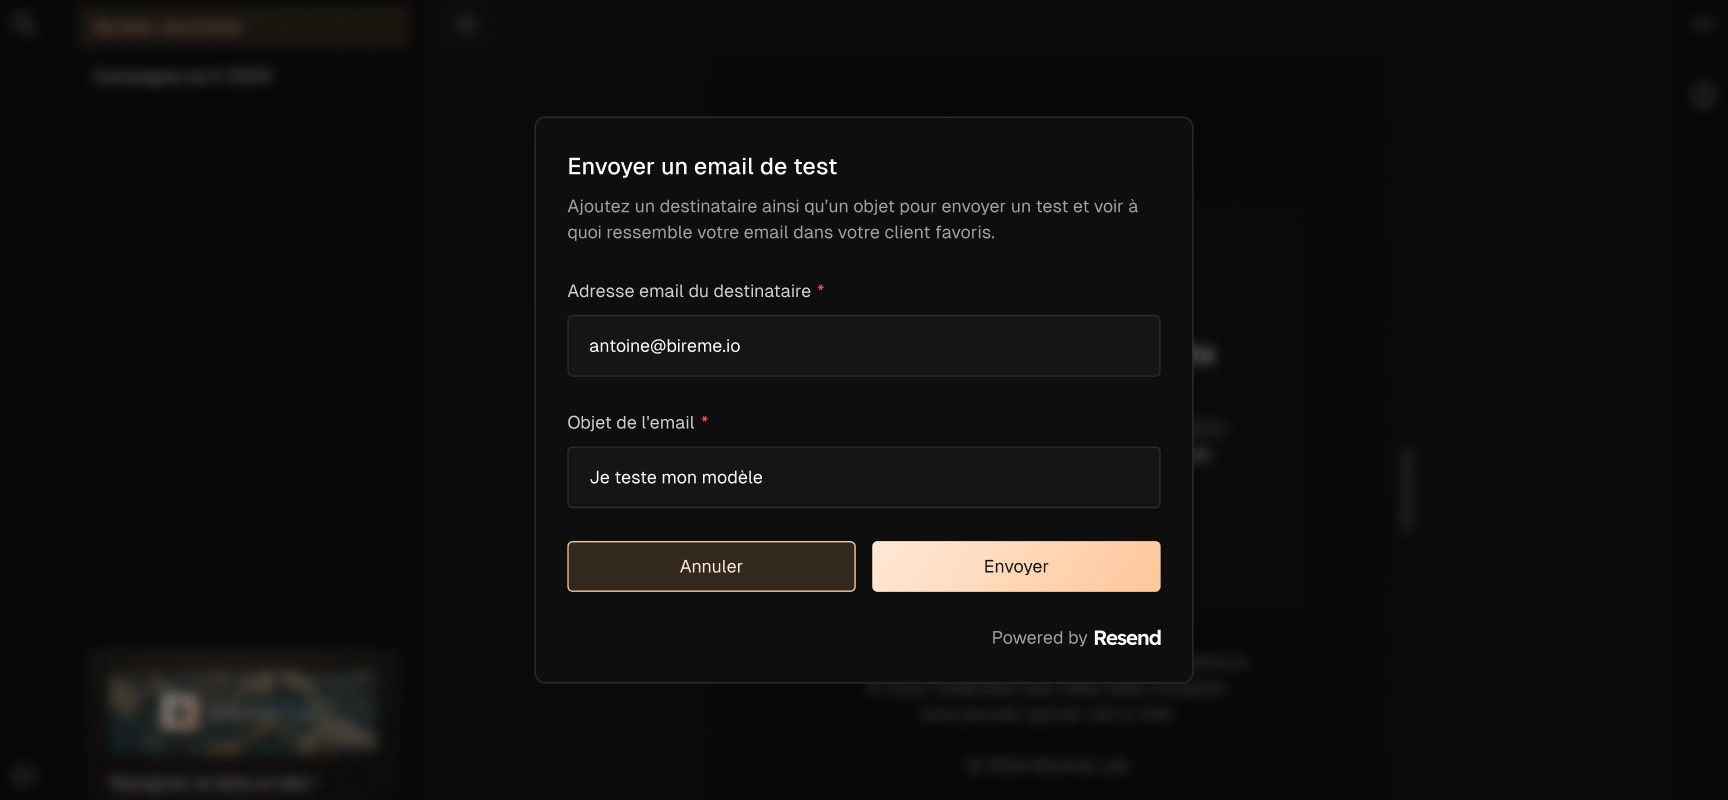 Envoyer un email de test
Ajoutez un destinataire ainsi qu'un objet pour envoyer un test et voir à
quoi ressemble votre email dans votre client favoris.
Adresse email du destinataire *
antoine@bireme.io
Objet de l'email *
Je teste mon modèle
Annuler
Envoyer
Powered by Resend